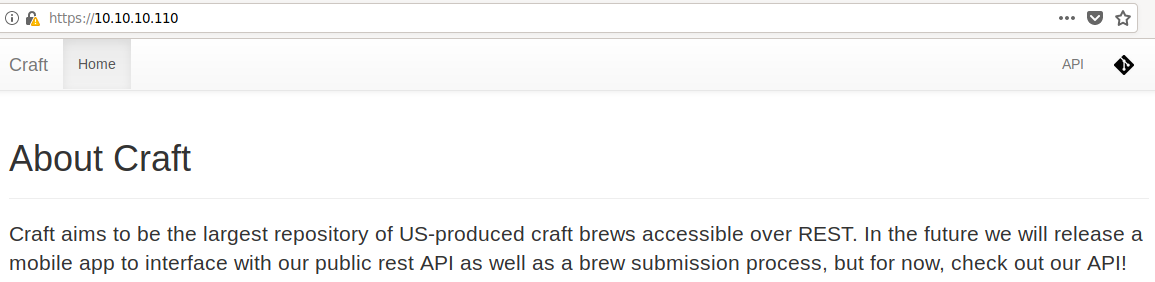 https://10.10.10.110
Craft Home API
About Craft
Craft aims to be the largest repository of US-produced craft brews accessible over REST. In the future we will release a
mobile app to interface with our public rest API as well as a brew submission process, but for now, check out our API!